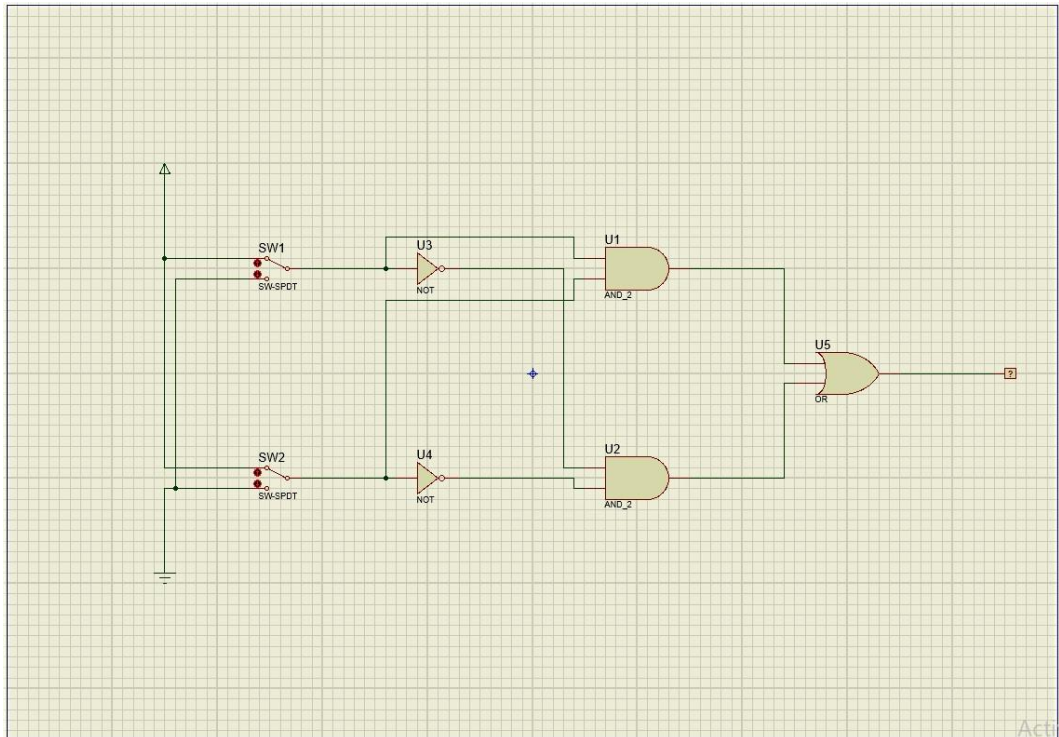 SW1
SW-SPDT
U3
NOT
U1
AND_2
U5
OR
?
SW2
SW-SPDT
U4
NOT
U2
AND_2